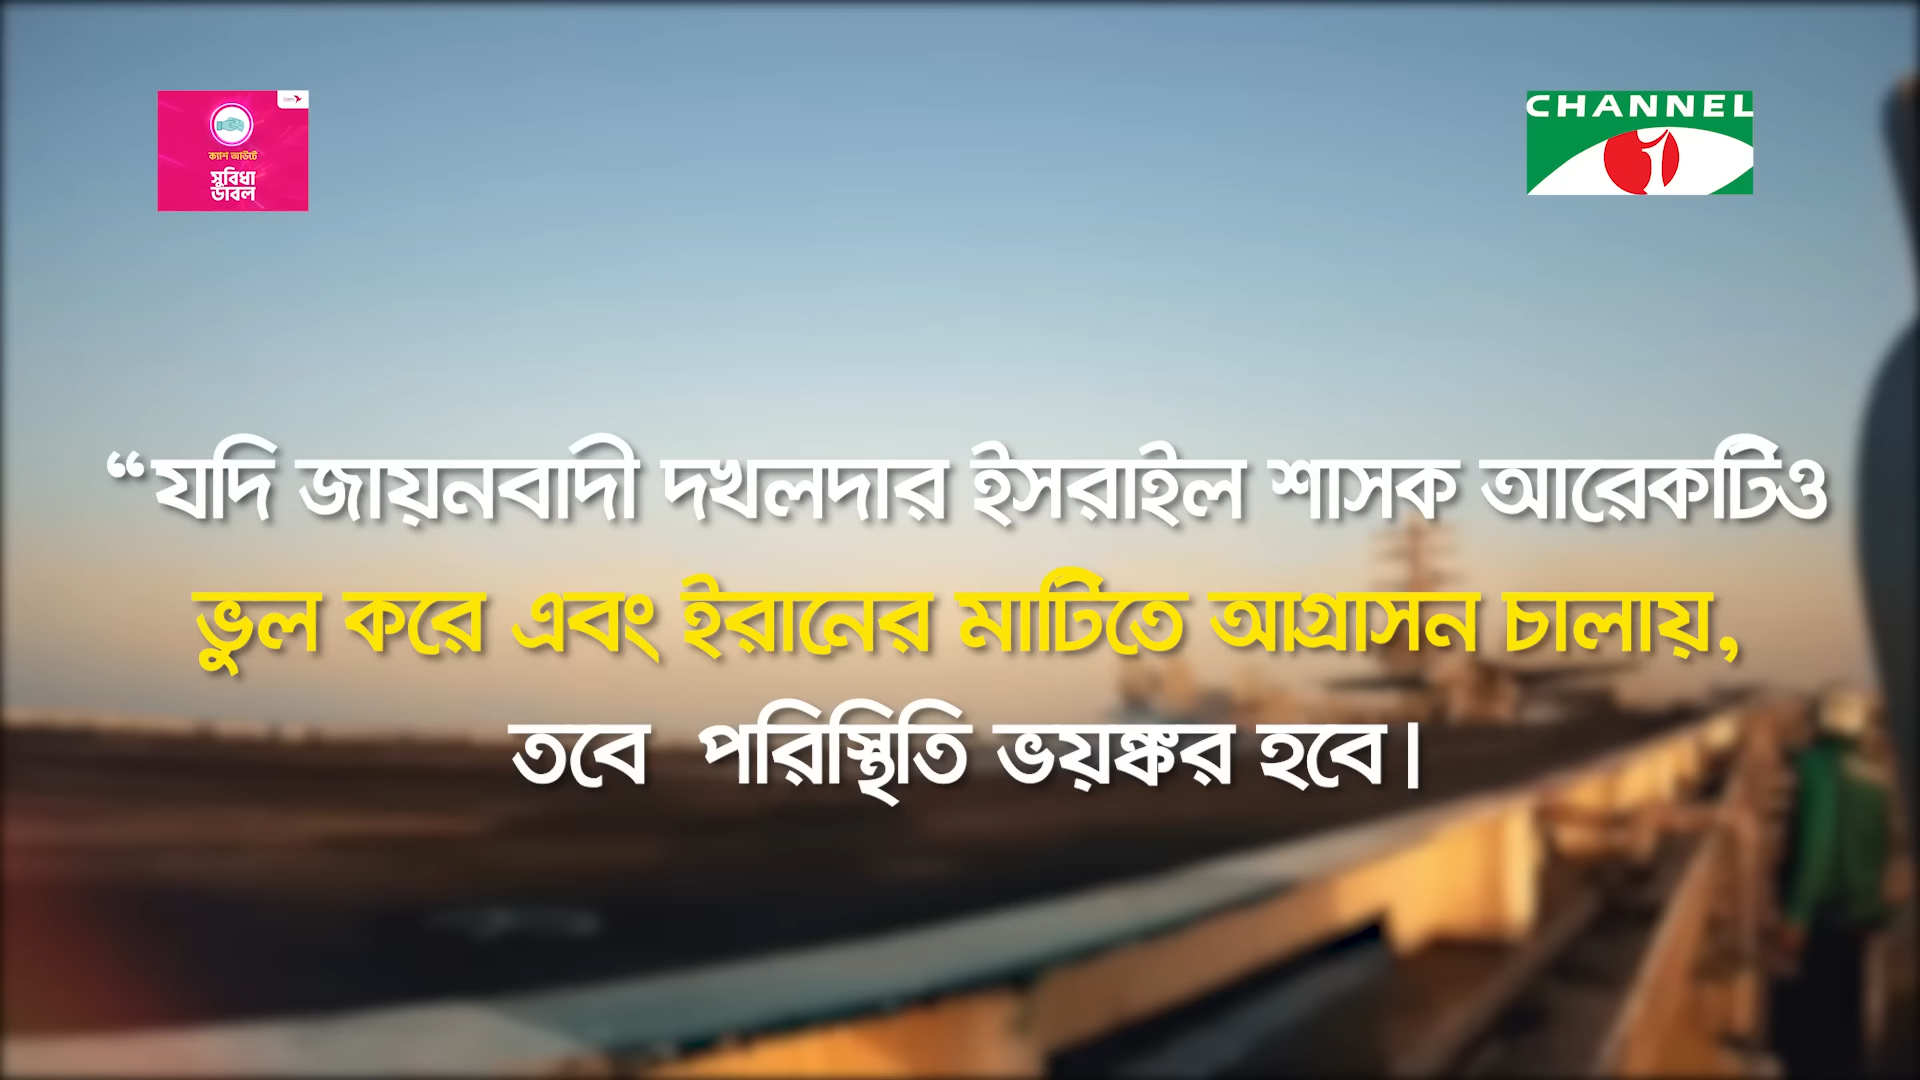 ক্যাশ আউটে
সুবিধা
ডাবল
CHANNEL
i
“যদি জায়নবাদী দখলদার ইসরাইল শাসক আরেকটিও
ভুল করে এবং ইরানের মাটিতে আগ্রাসন চালায়,
তবে পরিস্থিতি ভয়ঙ্কর হবে।